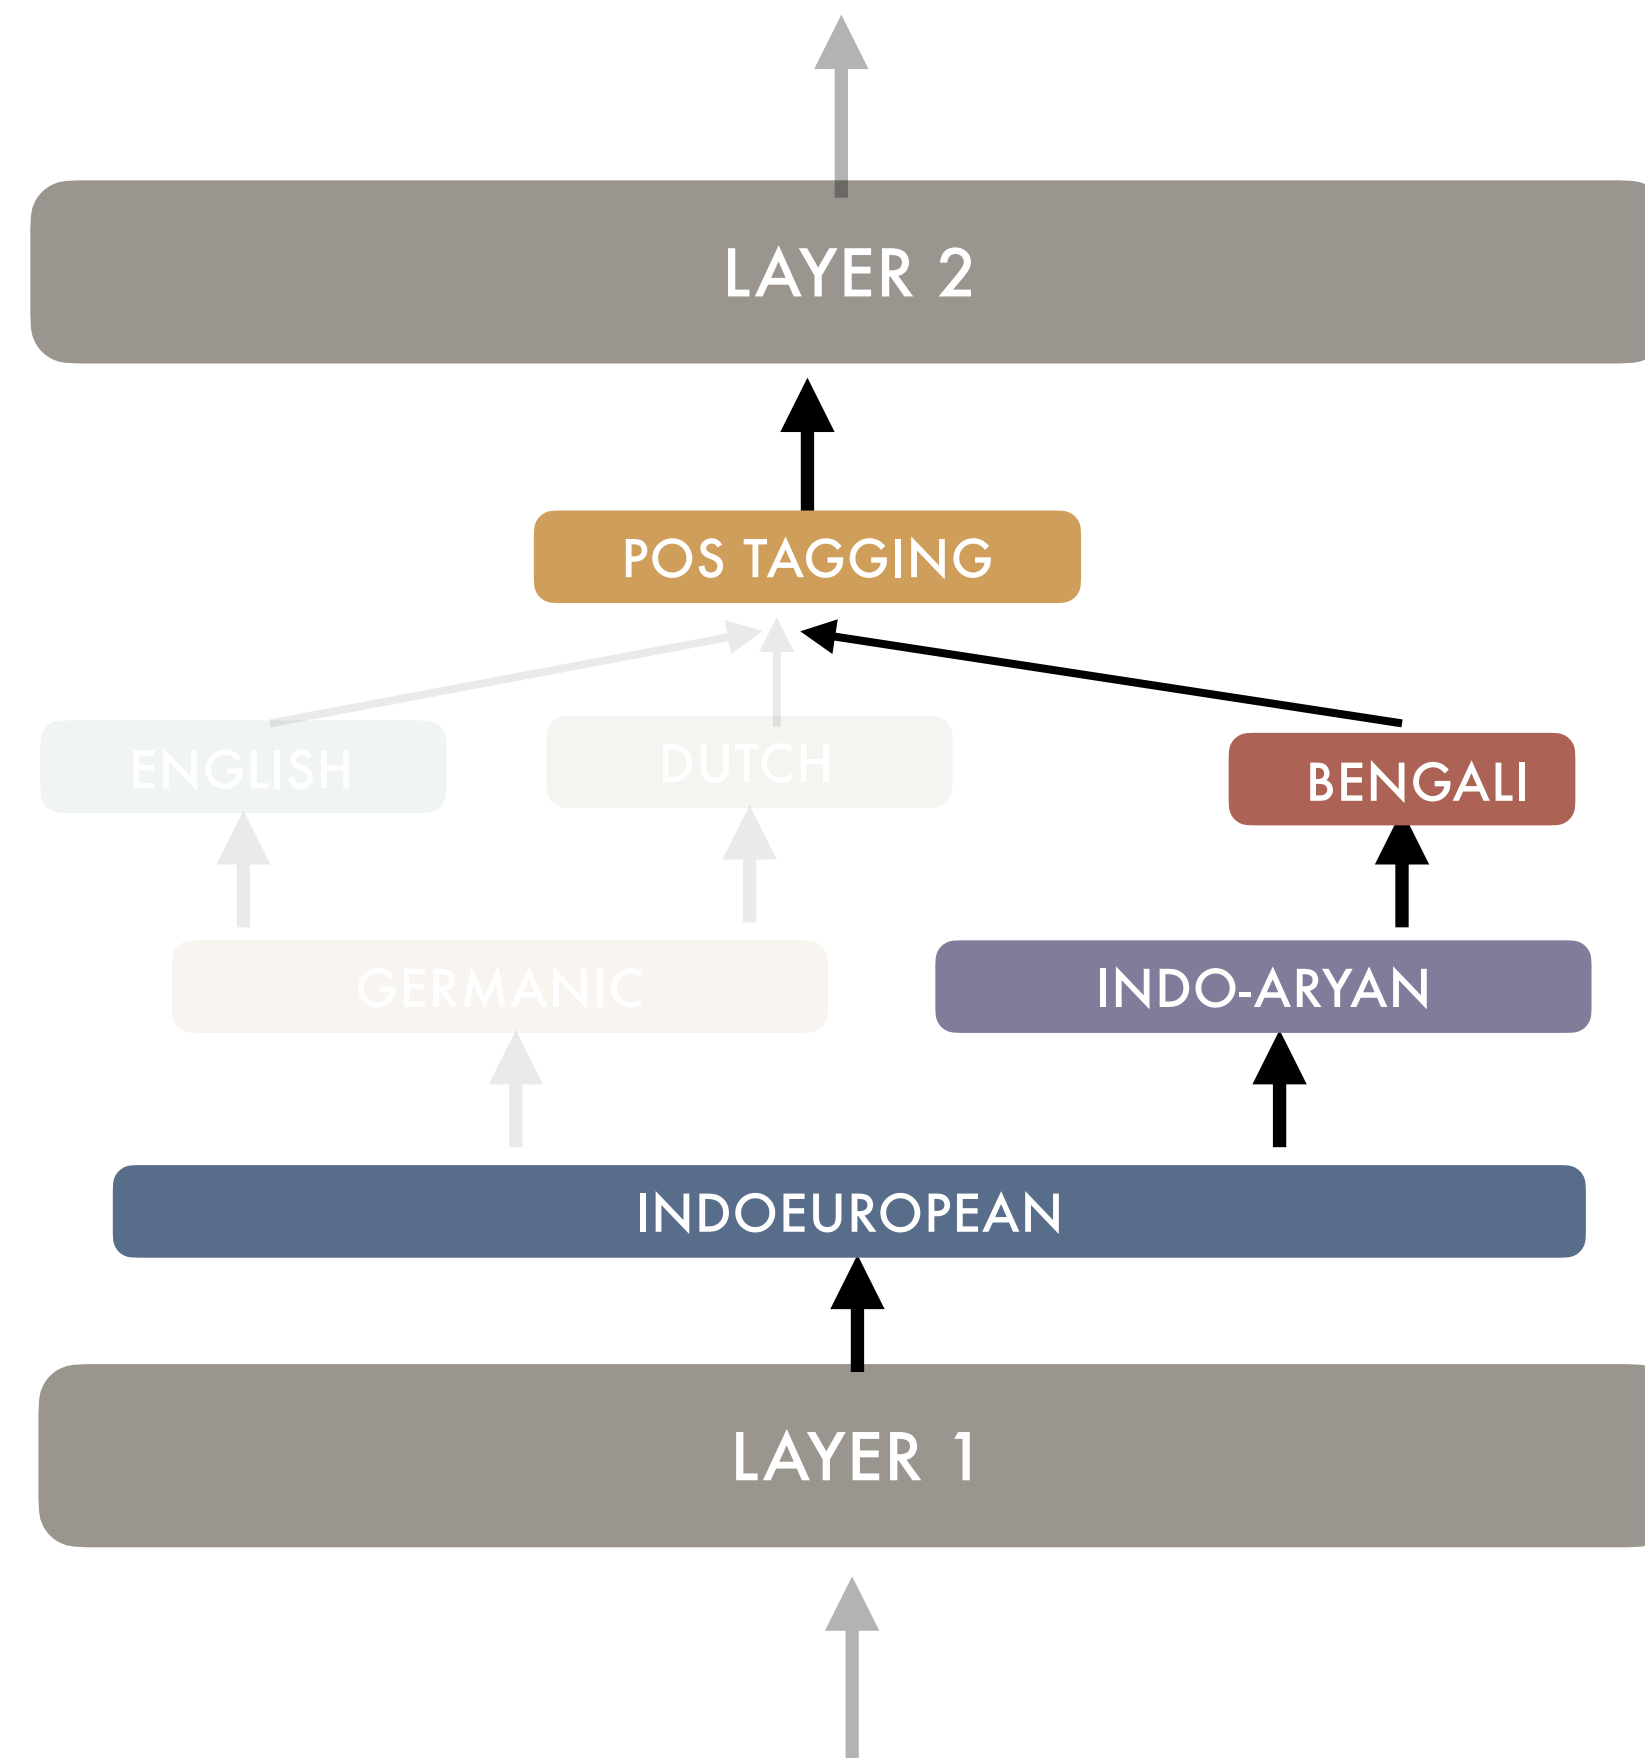 LAYER 2
POS TAGGING
ENGLISH
DUTCH
BENGALI
GERMANIC
INDO-ARYAN
INDOEUROPEAN
LAYER 1